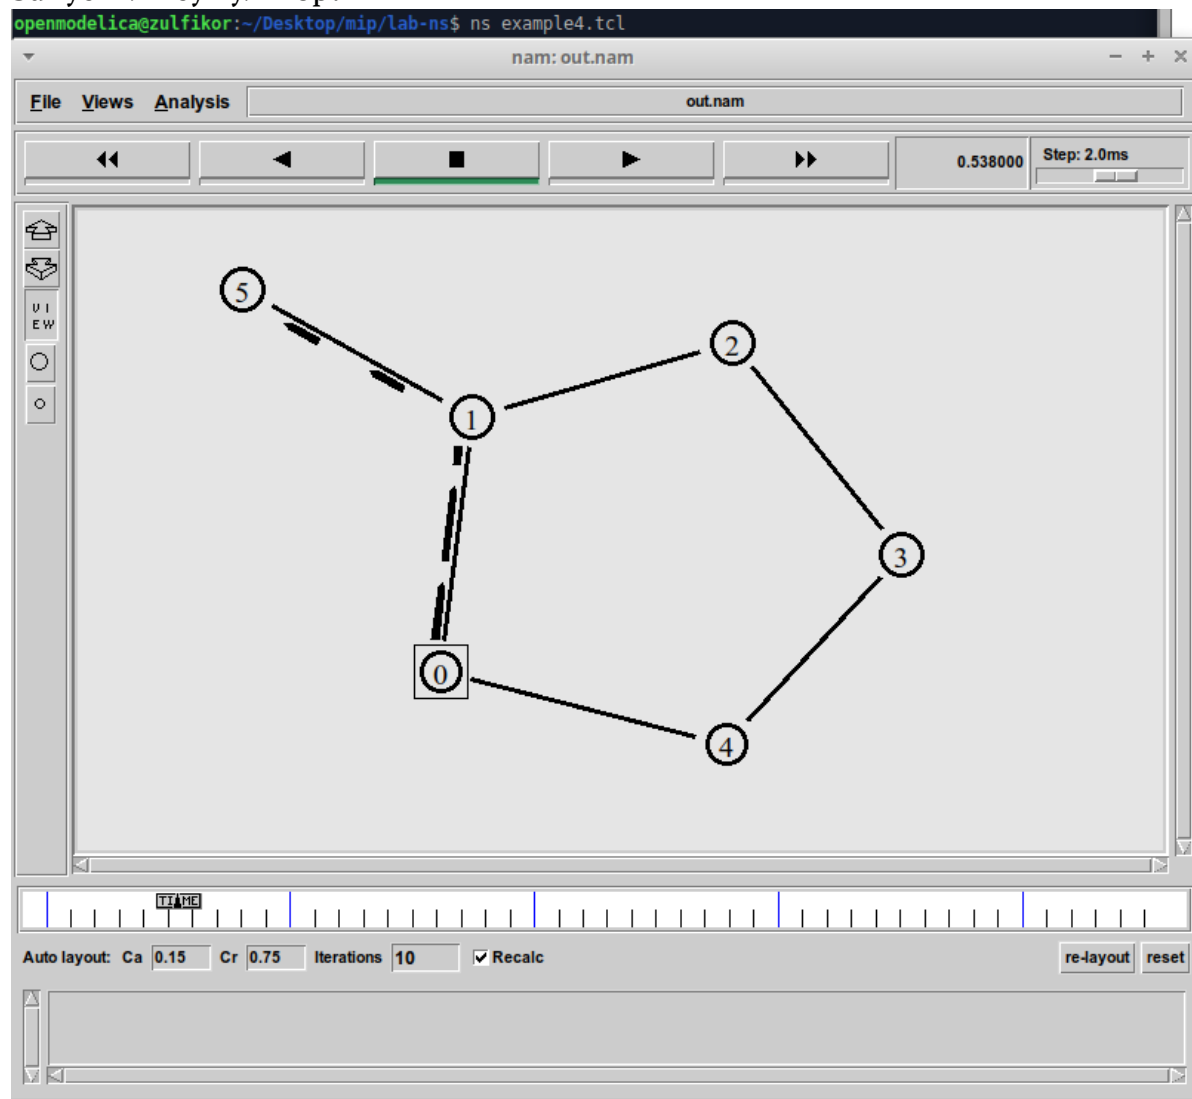 openmodelica@zulfikor:~/Desktop/mip/lab-ns$ ns example4.tcl
nam: out.nam
File Views Analysis out.nam
0.538000 Step: 2.0ms
VIEW
5
2
1
3
0
4
TIME
Auto layout: Ca 0.15 Cr 0.75 Iterations 10 Recalc re-layout reset